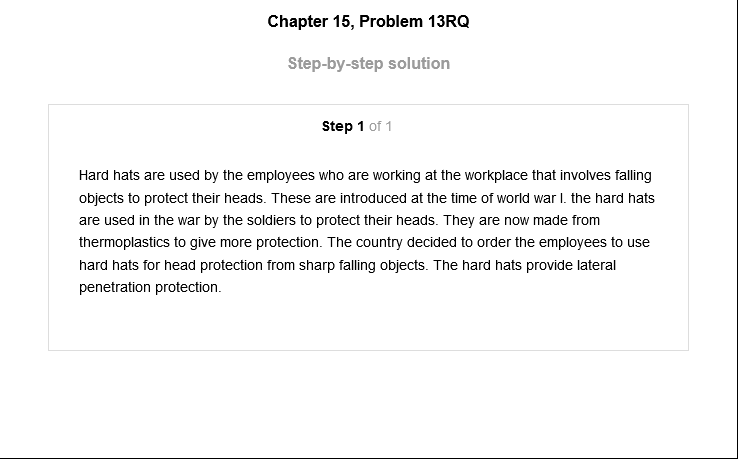 Chapter 15, Problem 13RQ
Step-by-step solution
Step 1 of 1
Hard hats are used by the employees who are working at the workplace that involves falling
objects to protect their heads. These are introduced at the time of world war I. the hard hats
are used in the war by the soldiers to protect their heads. They are now made from
thermoplastics to give more protection. The country decided to order the employees to use
hard hats for head protection from sharp falling objects. The hard hats provide lateral
penetration protection.